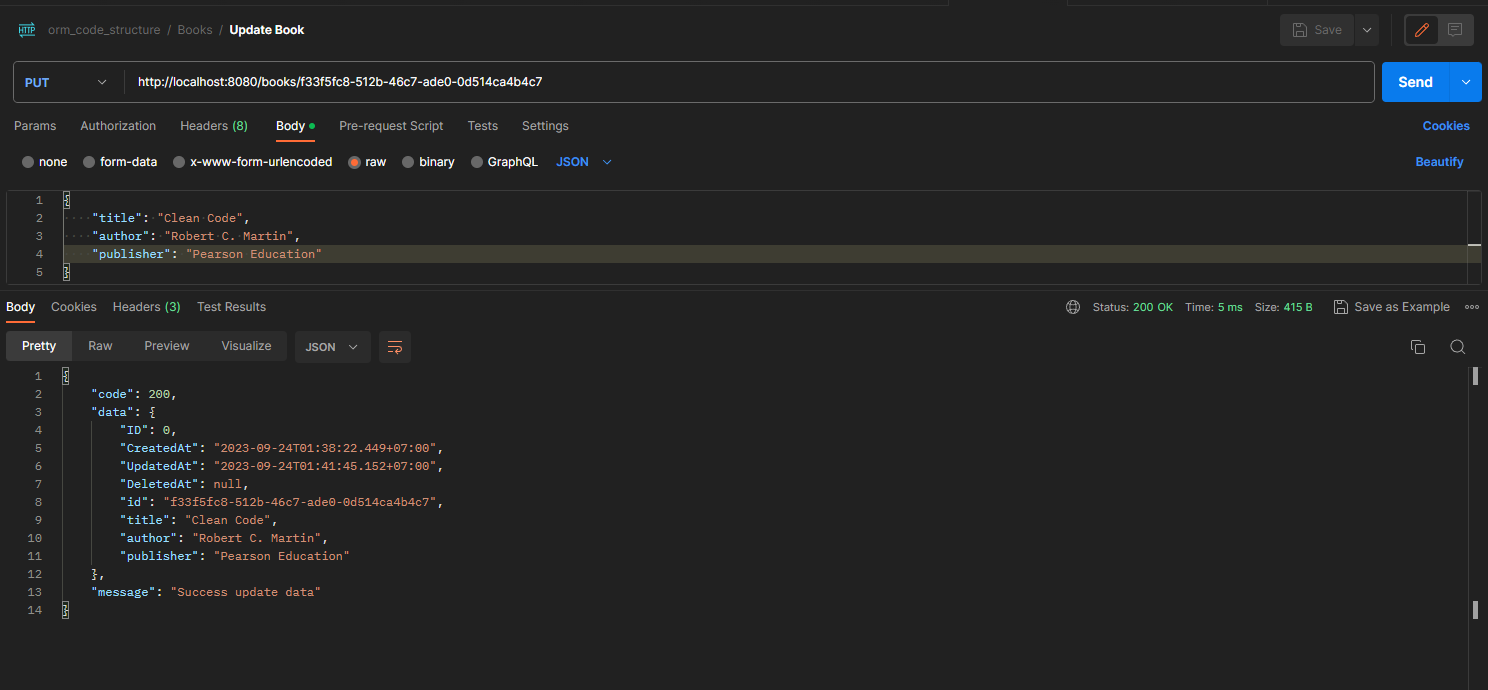 HTTP orm_code_structure / Books / Update Book Save
PUT http://localhost:8080/books/f33f5fc8-512b-46c7-ade0-0d514ca4b4c7 Send
Params Authorization Headers (8) Body Pre-request Script Tests Settings Cookies
none form-data x-www-form-urlencoded raw binary GraphQL JSON Beautify
1 {
2 "title": "Clean Code",
3 "author": "Robert C. Martin",
4 "publisher": "Pearson Education"
5 }
Body Cookies Headers (3) Test Results Status: 200 OK Time: 5 ms Size: 415 B Save as Example
Pretty Raw Preview Visualize JSON
1 {
2 "code": 200,
3 "data": {
4 "ID": 0,
5 "CreatedAt": "2023-09-24T01:38:22.449+07:00",
6 "UpdatedAt": "2023-09-24T01:41:45.152+07:00",
7 "DeletedAt": null,
8 "id": "f33f5fc8-512b-46c7-ade0-0d514ca4b4c7",
9 "title": "Clean Code",
10 "author": "Robert C. Martin",
11 "publisher": "Pearson Education"
12 },
13 "message": "Success update data"
14 }